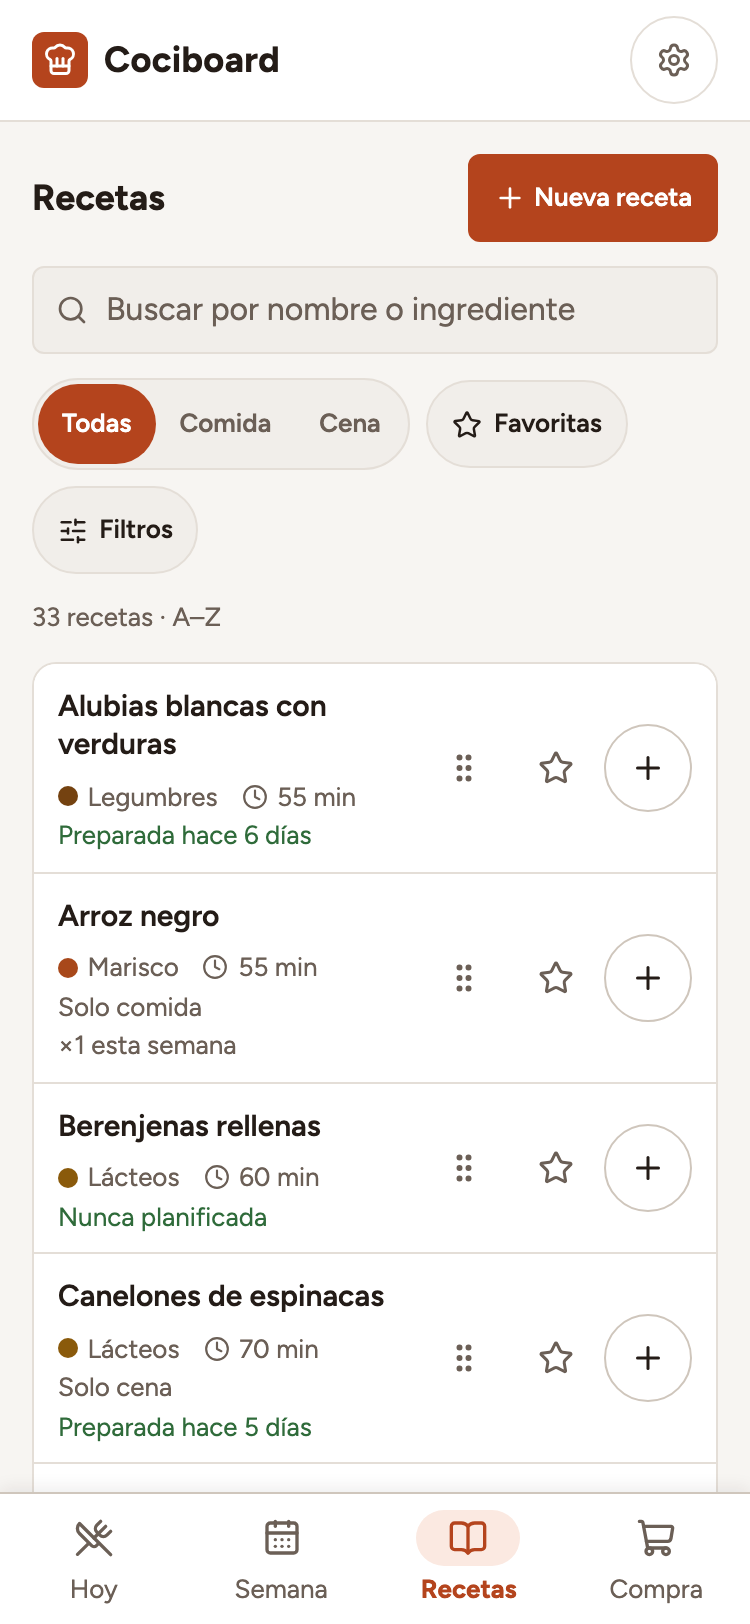 Cociboard
Recetas
Nueva receta
Buscar por nombre o ingrediente
Todas Comida Cena Favoritas
Filtros
33 recetas · A–Z
Alubias blancas con
verduras
Legumbres 55 min
Preparada hace 6 días
Arroz negro
Marisco 55 min
Solo comida
×1 esta semana
Berenjenas rellenas
Lácteos 60 min
Nunca planificada
Canelones de espinacas
Lácteos 70 min
Solo cena
Preparada hace 5 días
Hoy Semana Recetas Compra